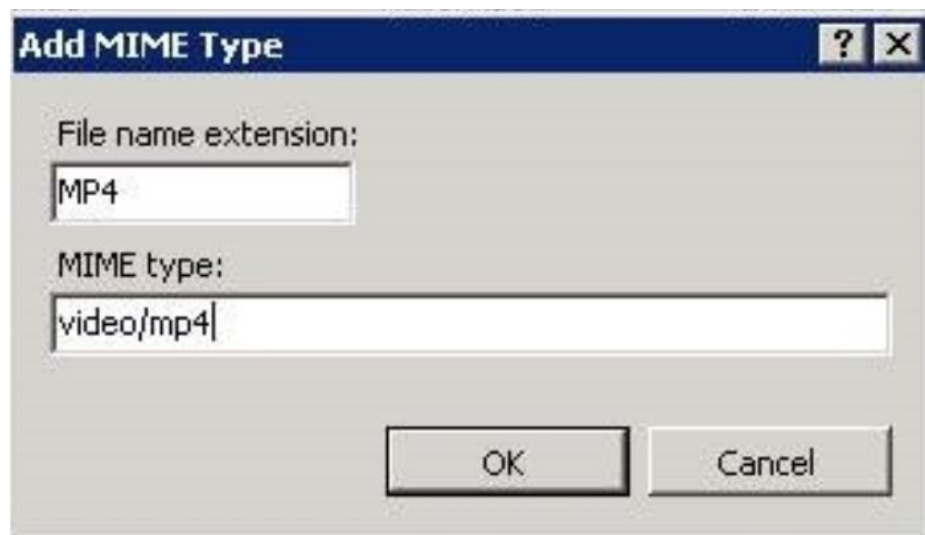 Add MIME Type
File name extension:
MP4
MIME type:
video/mp4
OK Cancel